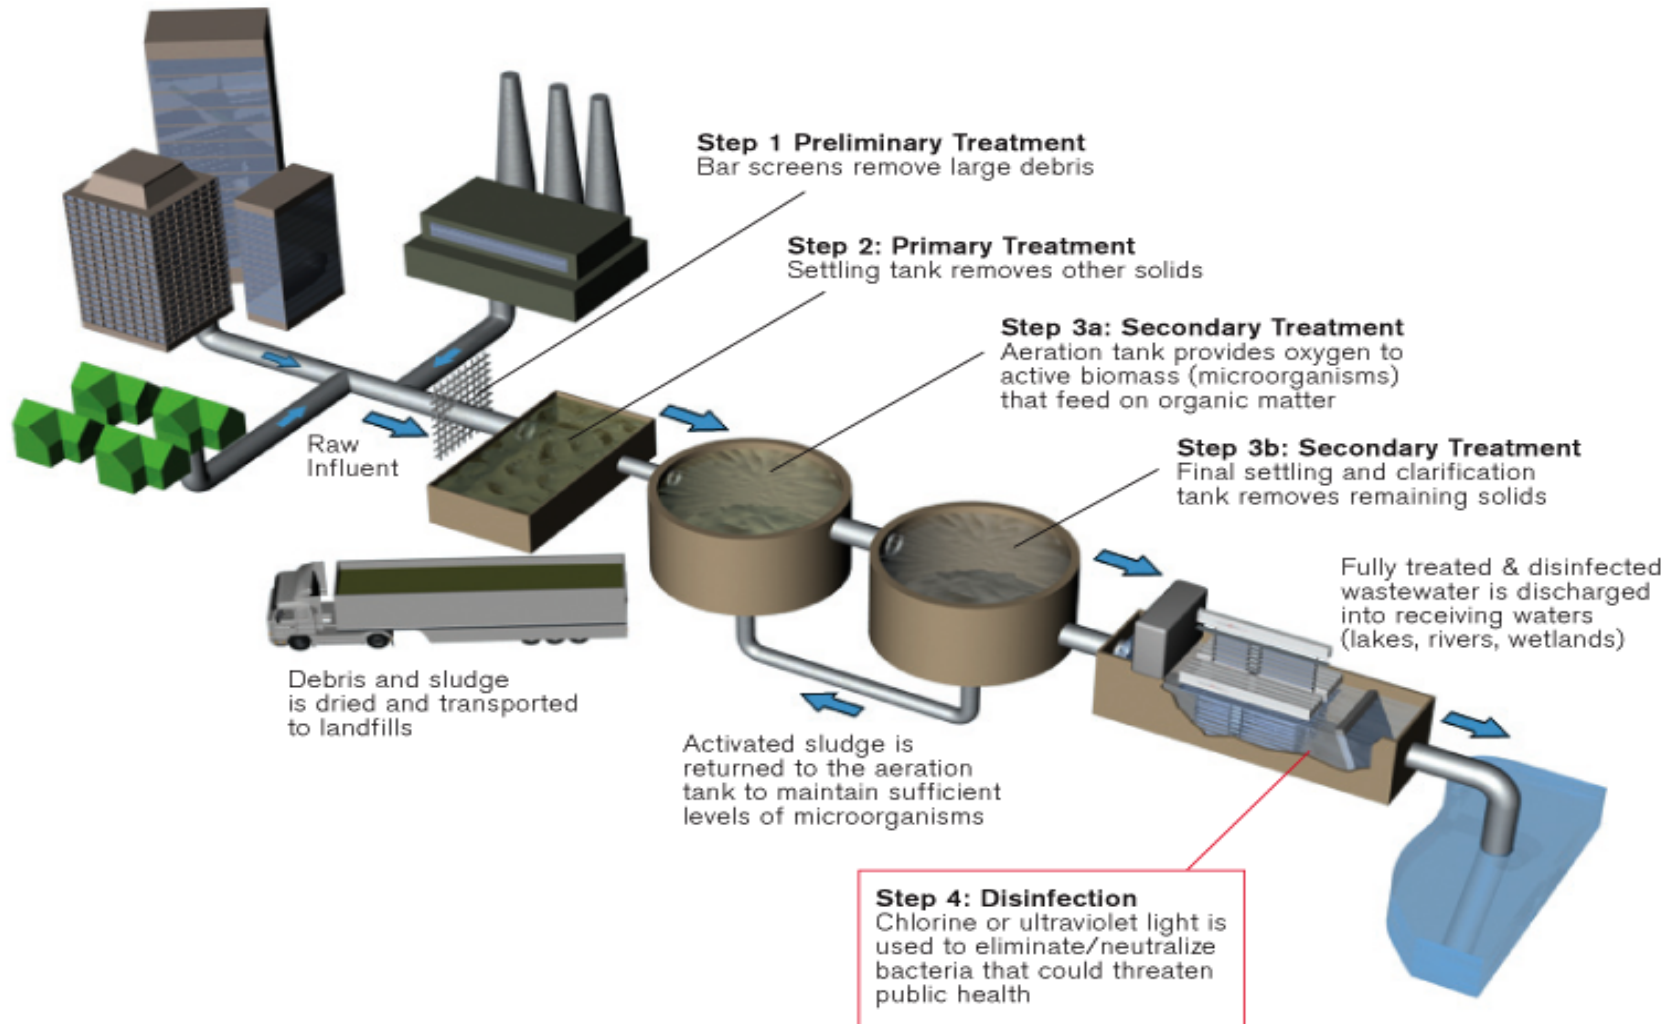 Step 1 Preliminary Treatment
Bar screens remove large debris
Step 2: Primary Treatment
Settling tank removes other solids
Step 3a: Secondary Treatment
Aeration tank provides oxygen to
active biomass (microorganisms)
that feed on organic matter
Step 3b: Secondary Treatment
Final settling and clarification
tank removes remaining solids
Raw
Influent
Fully treated & disinfected
wastewater is discharged
into receiving waters
(lakes, rivers, wetlands)
Debris and sludge
is dried and transported
to landfills
Activated sludge is
returned to the aeration
tank to maintain sufficient
levels of microorganisms
Step 4: Disinfection
Chlorine or ultraviolet light is
used to eliminate/neutralize
bacteria that could threaten
public health